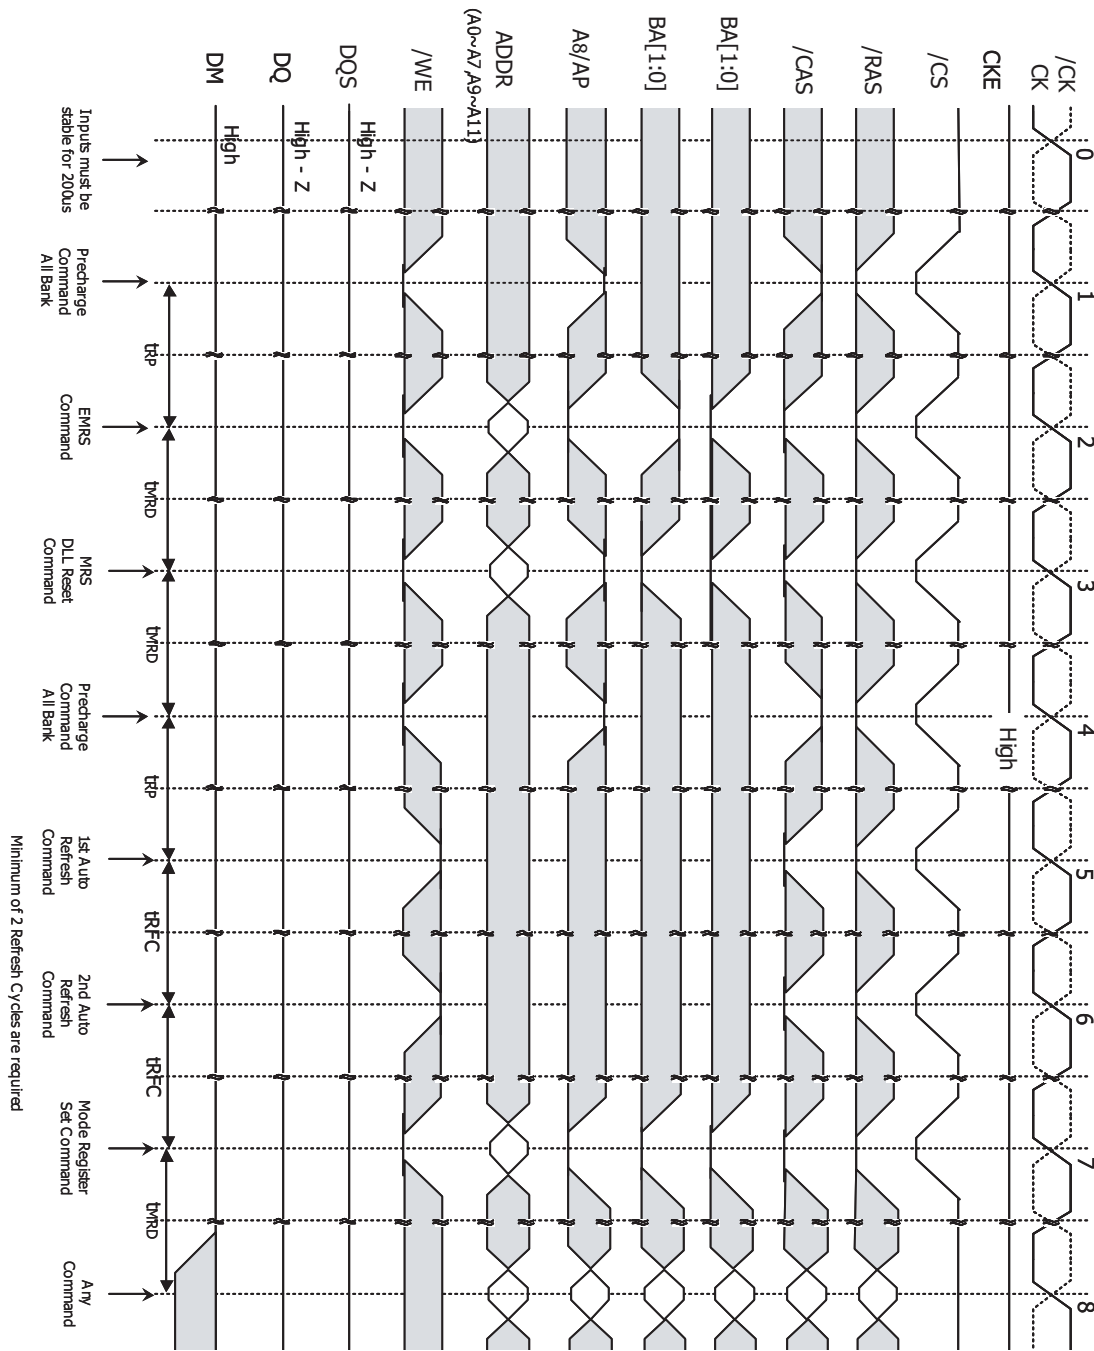 0 1 2 3 4 5 6 7 8
/CK
CK
CKE
High
/CS
/RAS
/CAS
BA[1:0]
BA[1:0]
A8/AP
ADDR
(A0~A7,A9~A11)
/WE
DQS
High - Z
DQ
High - Z
DM
High
tRP
tMRD
tMRD
tRP
tRFC
tRFC
tMRD
Inputs must be
stable for 200us
Precharge
Command
All Bank
EMRS
Command
MRS
DLL Reset
Command
Precharge
Command
All Bank
1st Auto
Refresh
Command
2nd Auto
Refresh
Command
Mode Register
Set Command
Any
Command
Minimum of 2 Refresh Cycles are required